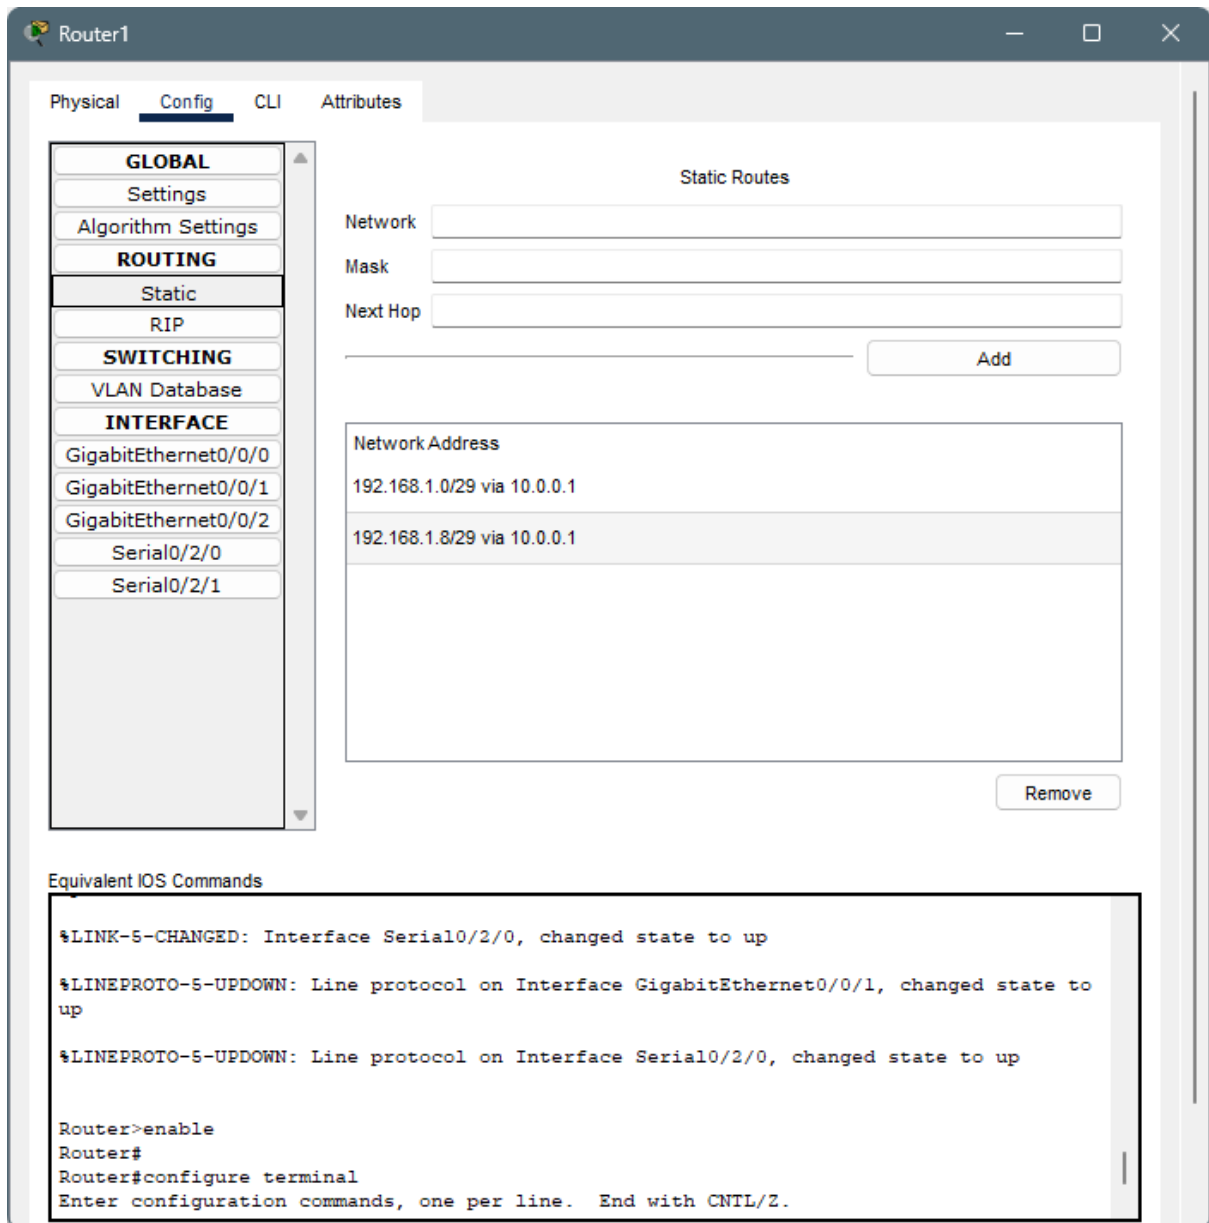 Router1
Physical Config CLI Attributes
GLOBAL
Settings
Algorithm Settings
ROUTING
Static
RIP
SWITCHING
VLAN Database
INTERFACE
GigabitEthernet0/0/0
GigabitEthernet0/0/1
GigabitEthernet0/0/2
Serial0/2/0
Serial0/2/1
Static Routes
Network
Mask
Next Hop
Add
Network Address
192.168.1.0/29 via 10.0.0.1
192.168.1.8/29 via 10.0.0.1
Remove
Equivalent IOS Commands
%LINK-5-CHANGED: Interface Serial0/2/0, changed state to up
%LINEPROTO-5-UPDOWN: Line protocol on Interface GigabitEthernet0/0/1, changed state to
up
%LINEPROTO-5-UPDOWN: Line protocol on Interface Serial0/2/0, changed state to up
Router>enable
Router#
Router#configure terminal
Enter configuration commands, one per line.  End with CNTL/Z.